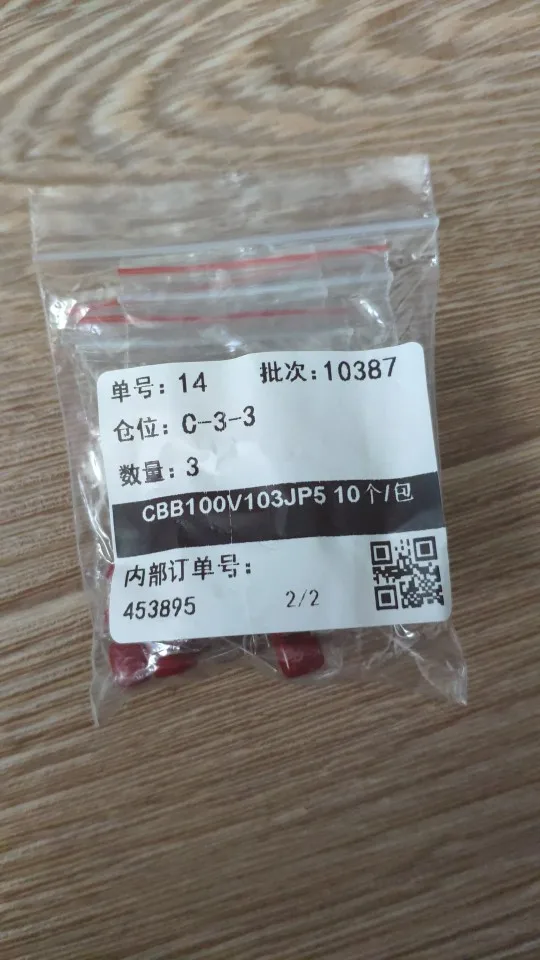 单号：14 批次：10387
仓位：C-3-3
数量：3
CBB100V103JP5 10个/包
内部订单号：
453895 2/2